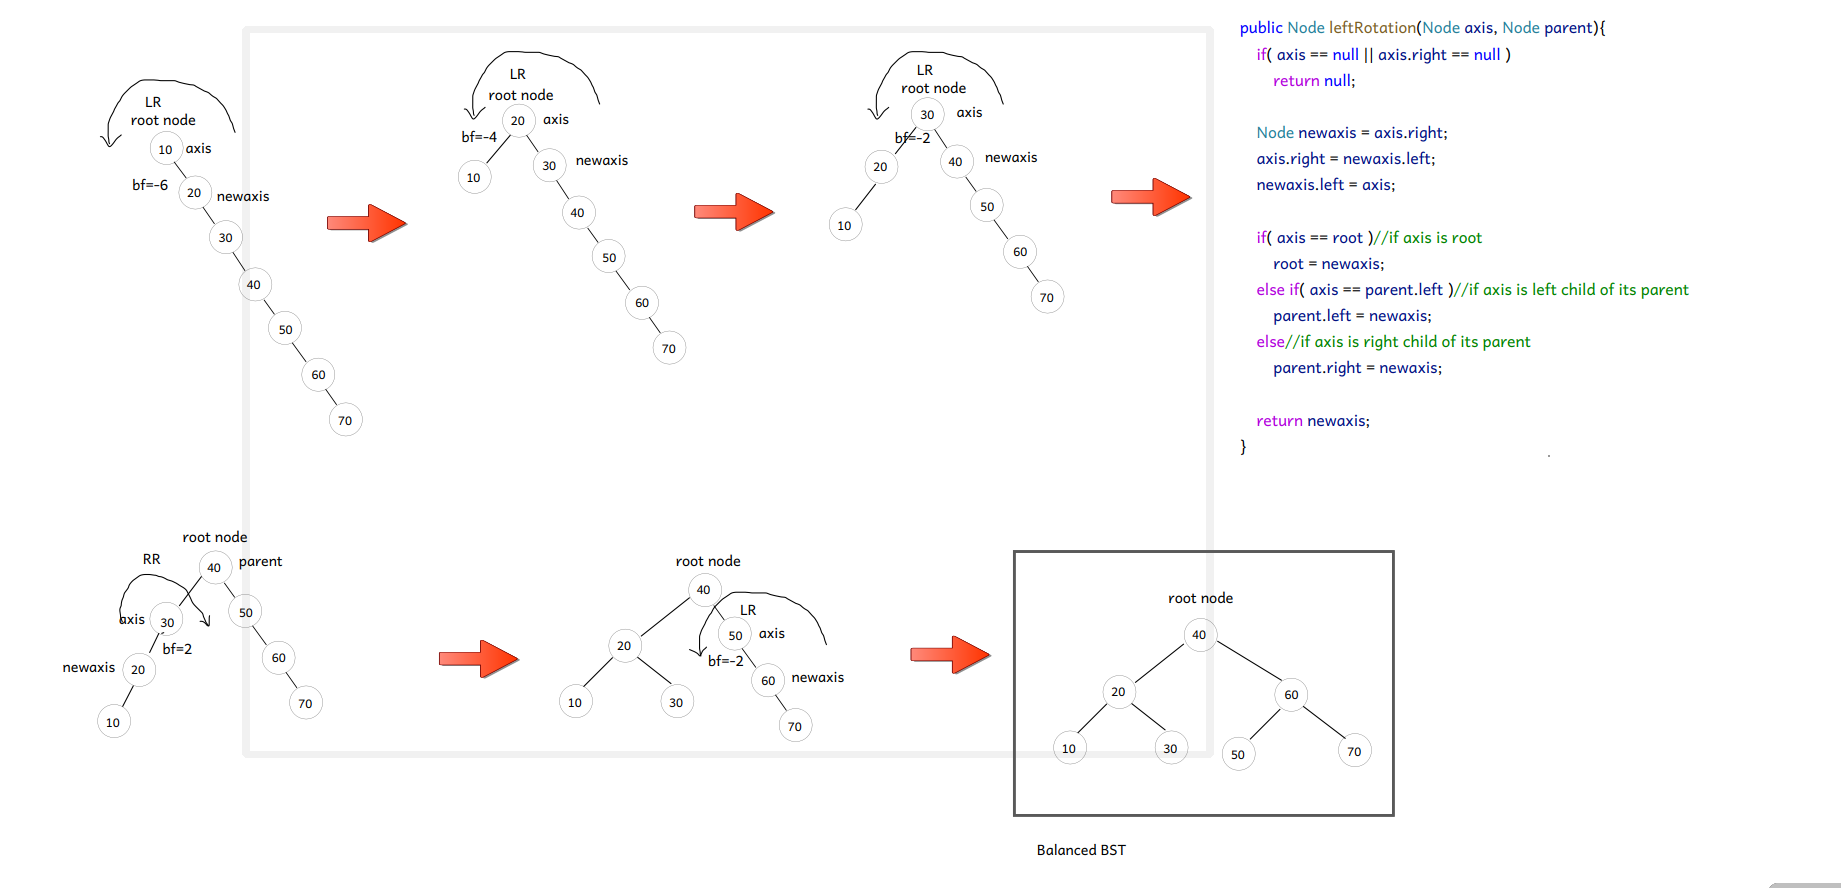 LR
root node
10 axis
bf=-6
20 newaxis
30
40
50
60
70
LR
root node
20 axis
bf=-4
30 newaxis
10
40
50
60
70
LR
root node
30 axis
bf=-2
20
40 newaxis
10
50
60
70
public Node leftRotation(Node axis, Node parent){
if( axis == null || axis.right == null )
return null;
Node newaxis = axis.right;
axis.right = newaxis.left;
newaxis.left = axis;
if( axis == root )//if axis is root
root = newaxis;
else if( axis == parent.left )//if axis is left child of its parent
parent.left = newaxis;
else//if axis is right child of its parent
parent.right = newaxis;
return newaxis;
}
root node
RR
40 parent
axis 30
50
bf=2
newaxis 20
60
10
70
root node
40
LR
50 axis
20
bf=-2
60 newaxis
10
30
70
root node
40
20
60
10
30
50
70
Balanced BST